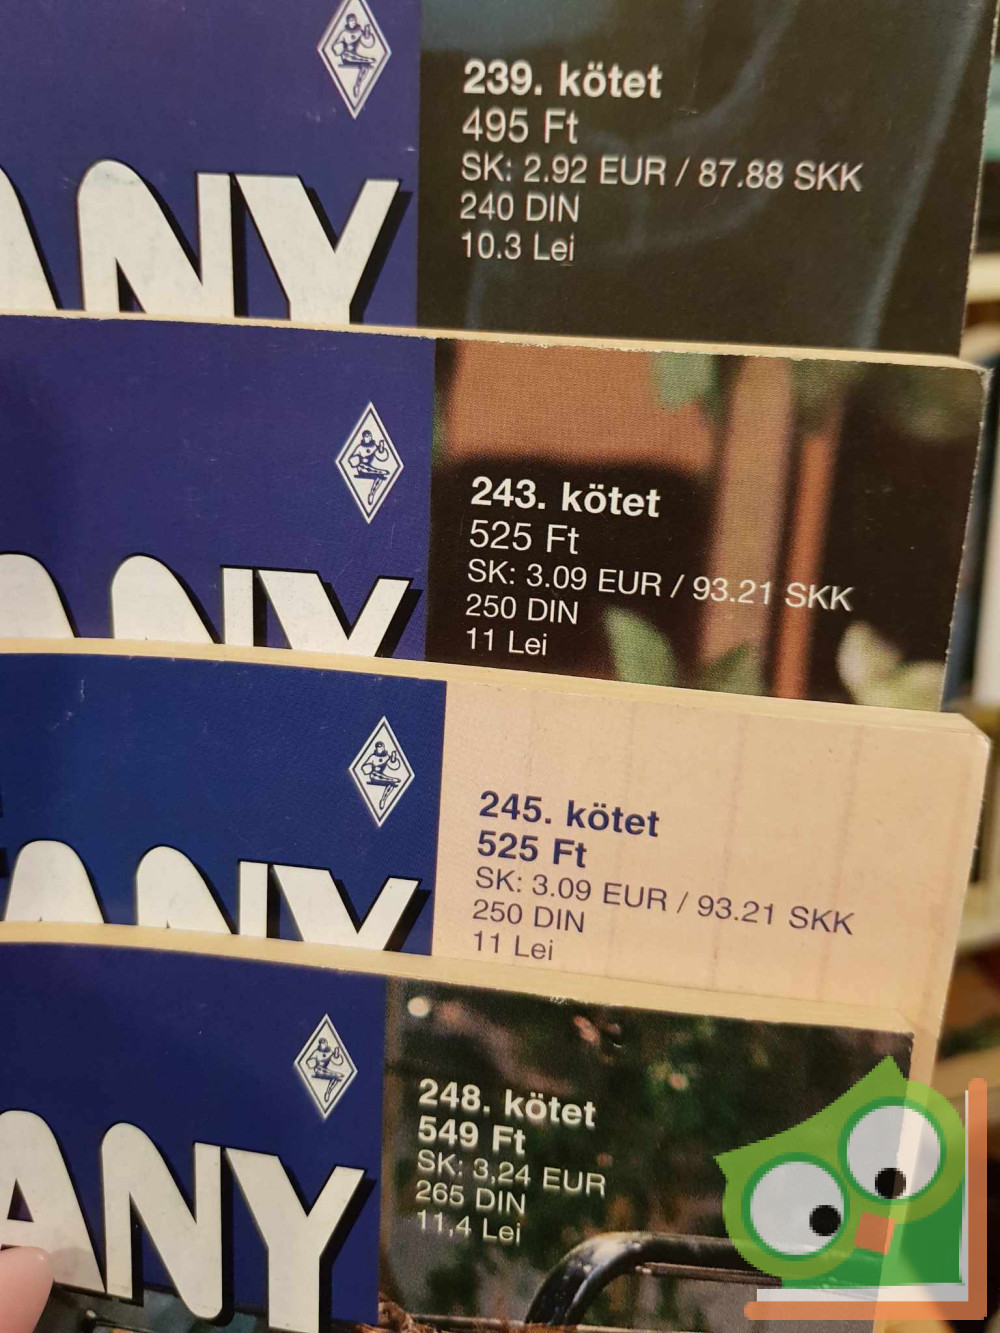 ANY
239. kötet
495 Ft
SK: 2.92 EUR / 87.88 SKK
240 DIN
10.3 Lei
ANY
243. kötet
525 Ft
SK: 3.09 EUR / 93.21 SKK
250 DIN
11 Lei
ANY
245. kötet
525 Ft
SK: 3.09 EUR / 93.21 SKK
250 DIN
11 Lei
ANY
248. kötet
549 Ft
SK: 3,24 EUR
265 DIN
11,4 Lei